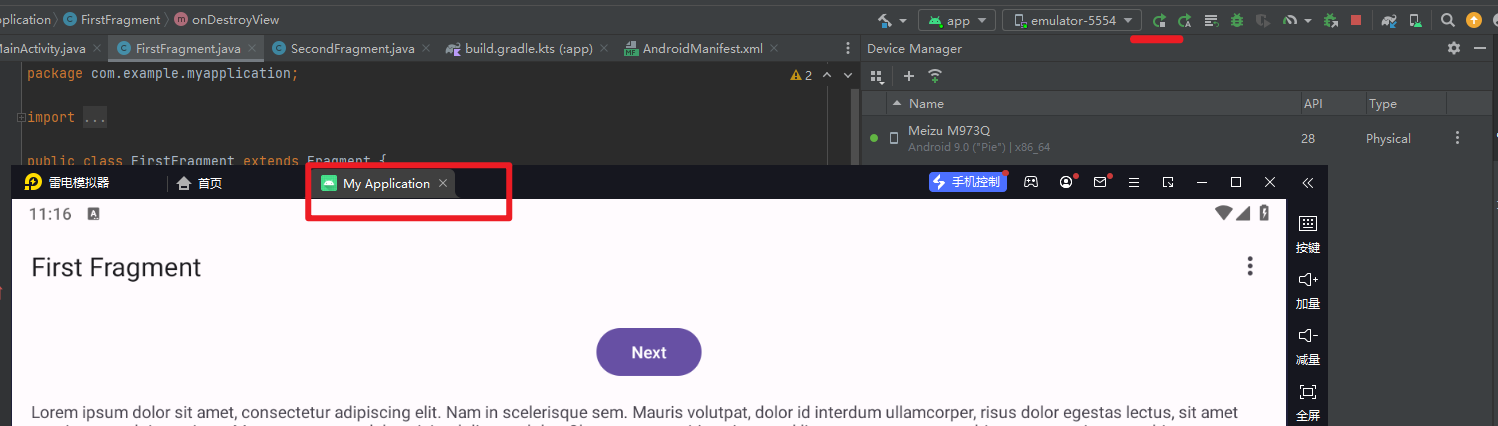 plication FirstFragment onDestroyView app emulator-5554
MainActivity.java FirstFragment.java SecondFragment.java build.gradle.kts (:app) AndroidManifest.xml Device Manager
package com.example.myapplication; 2
Name API Type
import ...
Meizu M973Q 28 Physical
Android 9.0 ("Pie") | x86_64
public class FirstFragment extends Fragment {
雷电模拟器 首页 My Application 手机控制
11:16 A
First Fragment
按键
加量
Next
减量
Lorem ipsum dolor sit amet, consectetur adipiscing elit. Nam in scelerisque sem. Mauris volutpat, dolor id interdum ullamcorper, risus dolor egestas lectus, sit amet
全屏